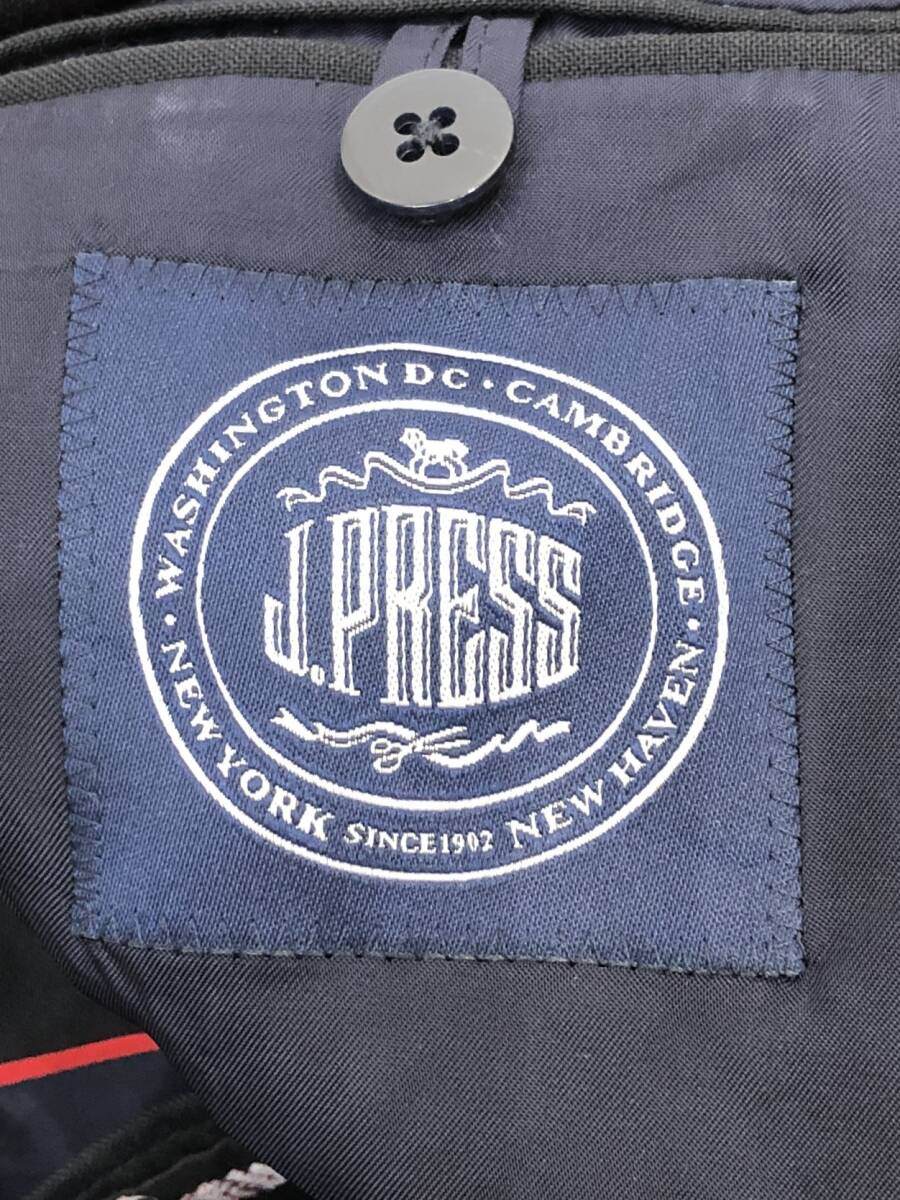 WASHINGTON DC · CAMBRIDGE ·
J.PRESS
· NEW YORK SINCE 1902 NEW HAVEN